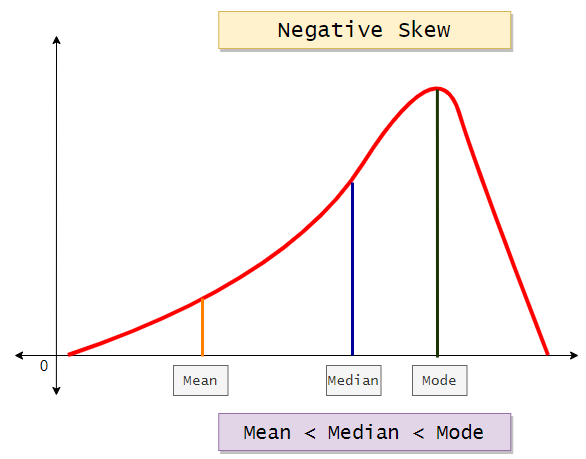 Negative Skew
0
Mean
Median
Mode
Mean < Median < Mode